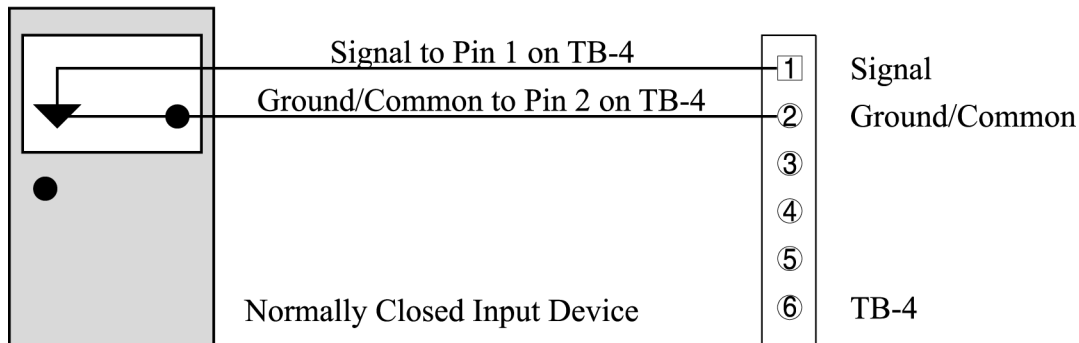 Signal to Pin 1 on TB-4
1 Signal
Ground/Common to Pin 2 on TB-4
2 Ground/Common
3
4
5
Normally Closed Input Device
6 TB-4